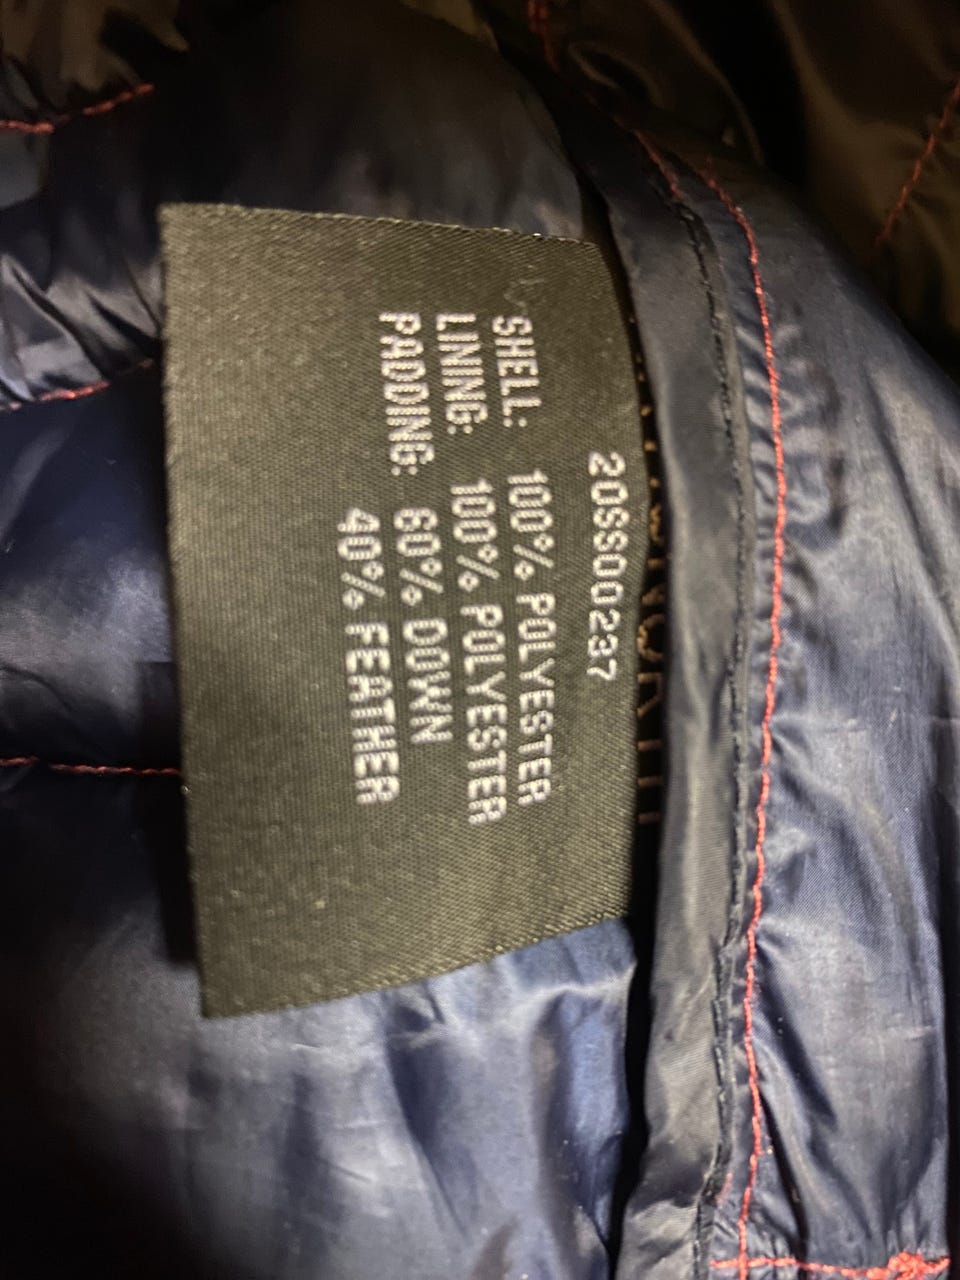 20SS00237
SHELL: 100% POLYESTER
LINING: 100% POLYESTER
PADDING: 60% DOWN
40% FEATHER